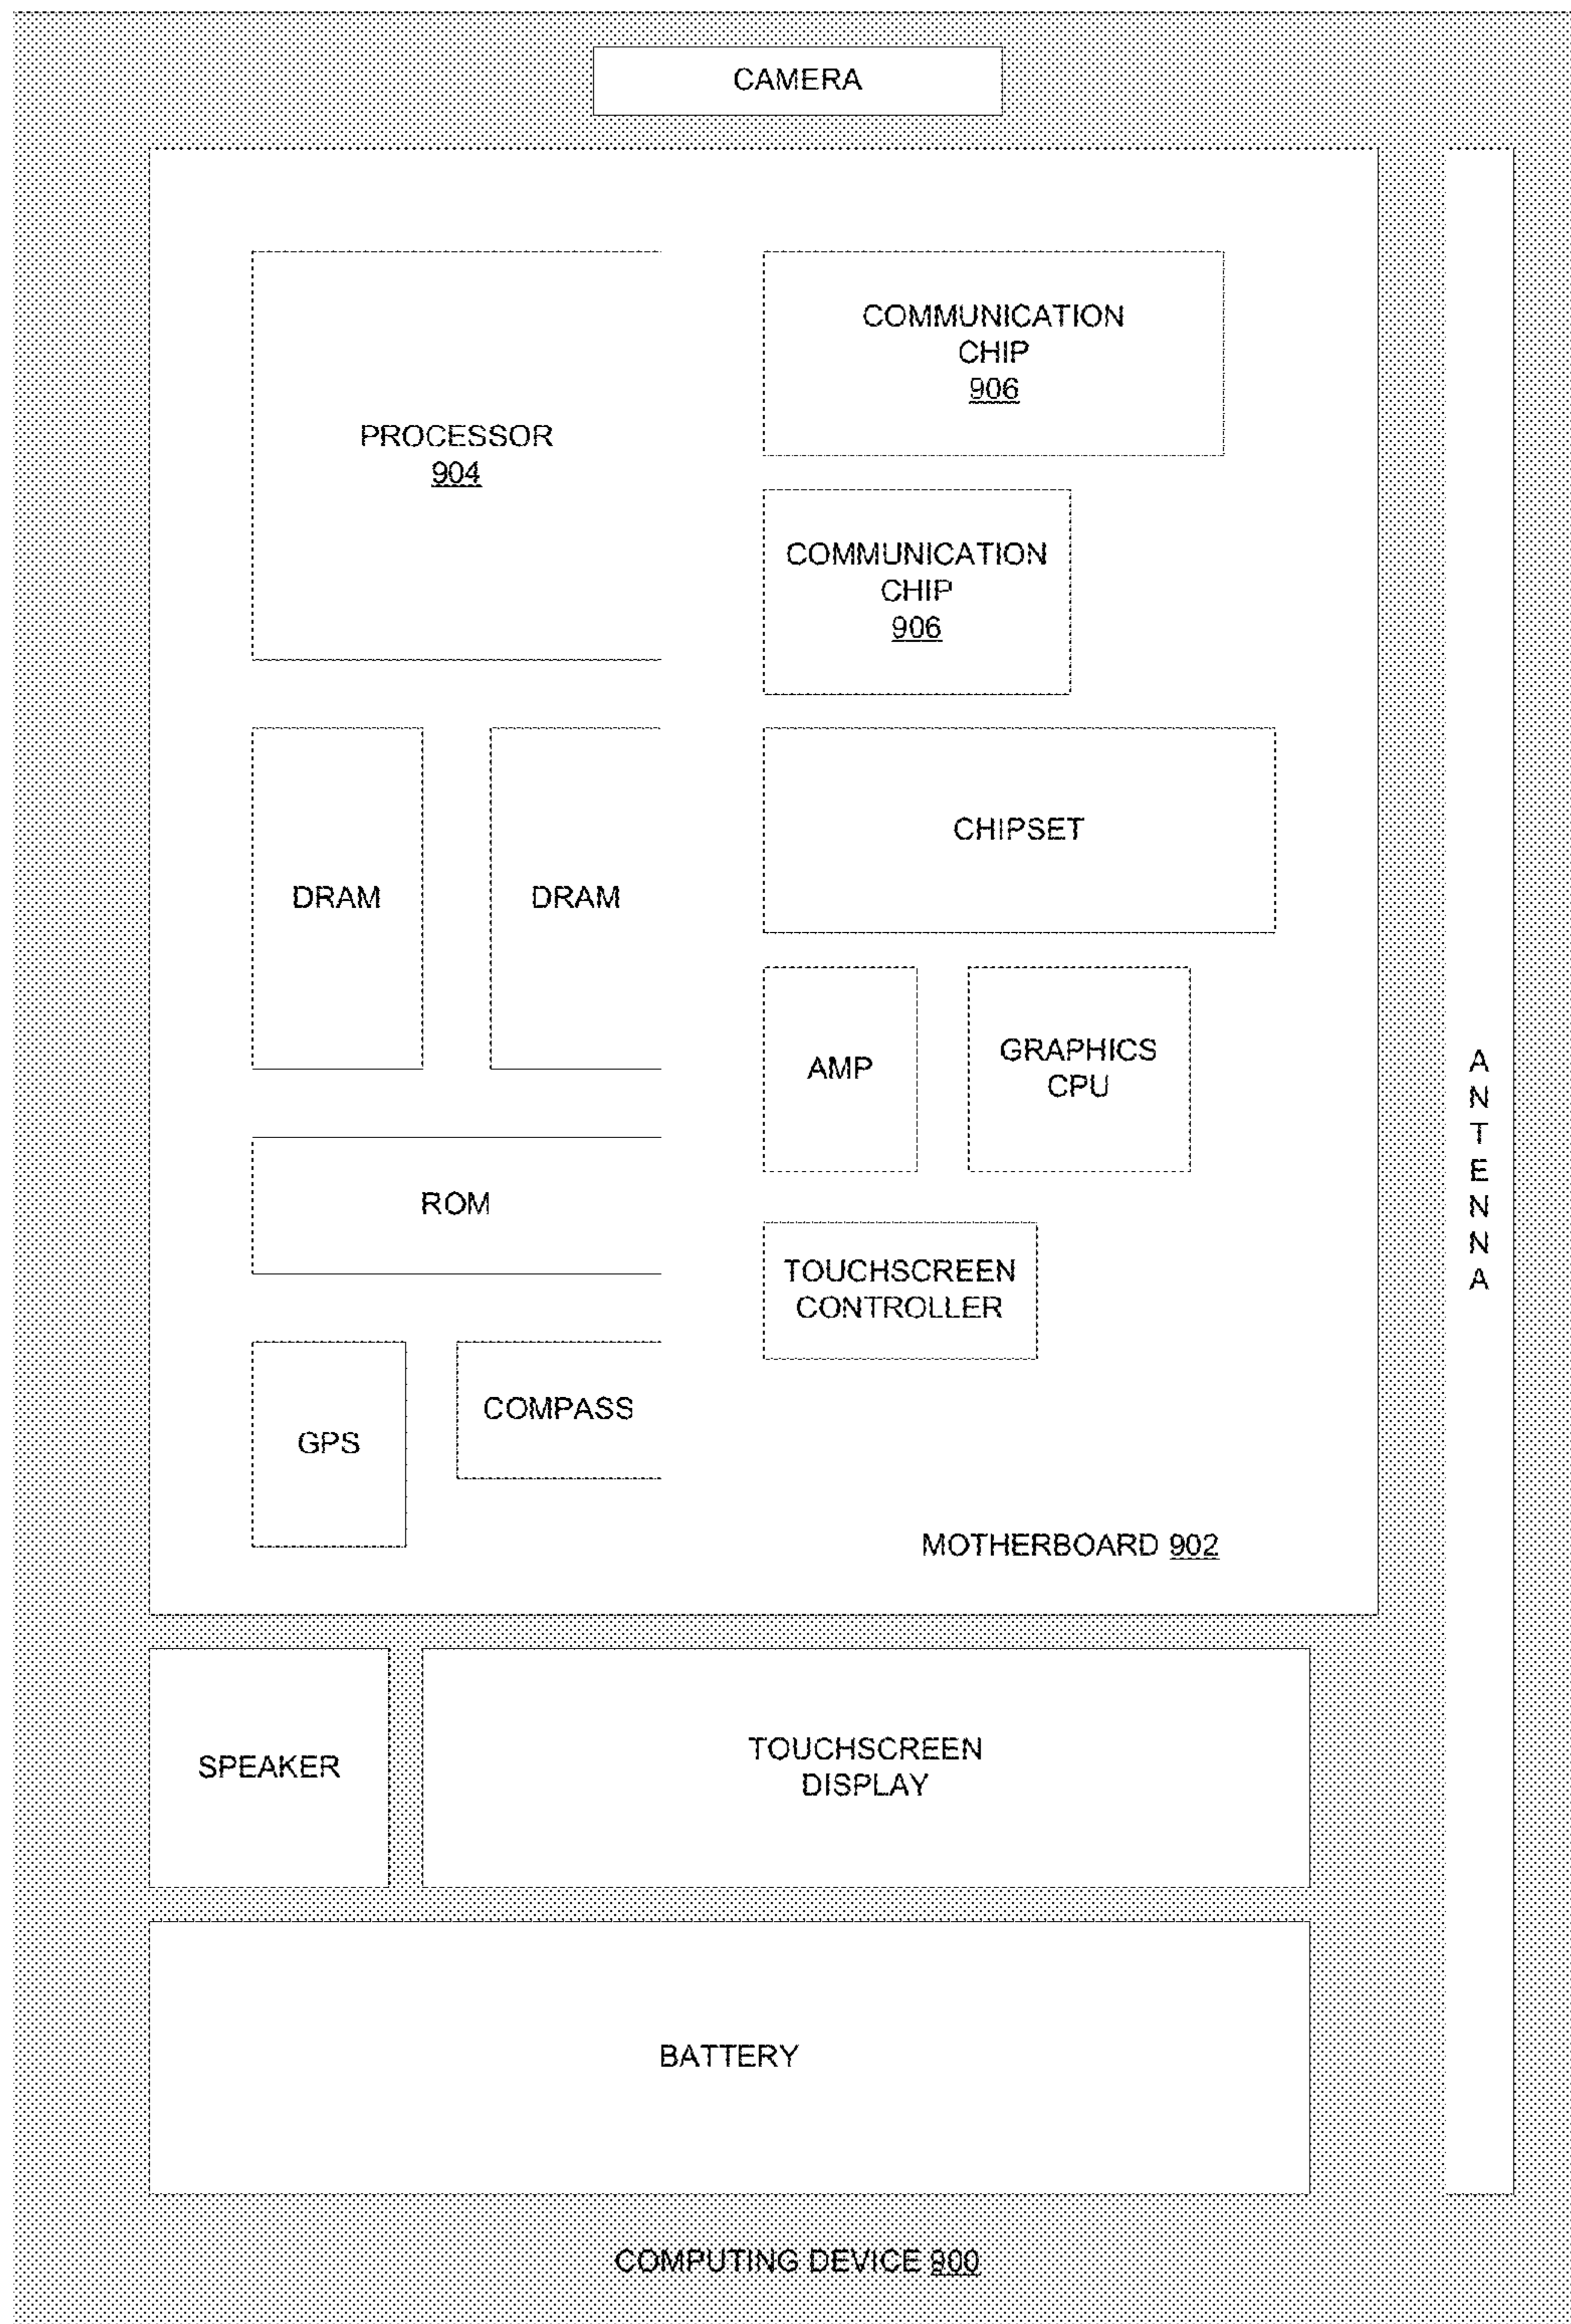 CAMERA
PROCESSOR
904
COMMUNICATION
CHIP
906
COMMUNICATION
CHIP
906
DRAM
DRAM
CHIPSET
AMP
GRAPHICS
CPU
ROM
TOUCHSCREEN
CONTROLLER
GPS
COMPASS
MOTHERBOARD 902
ANTENNA
SPEAKER
TOUCHSCREEN
DISPLAY
BATTERY
COMPUTING DEVICE 900